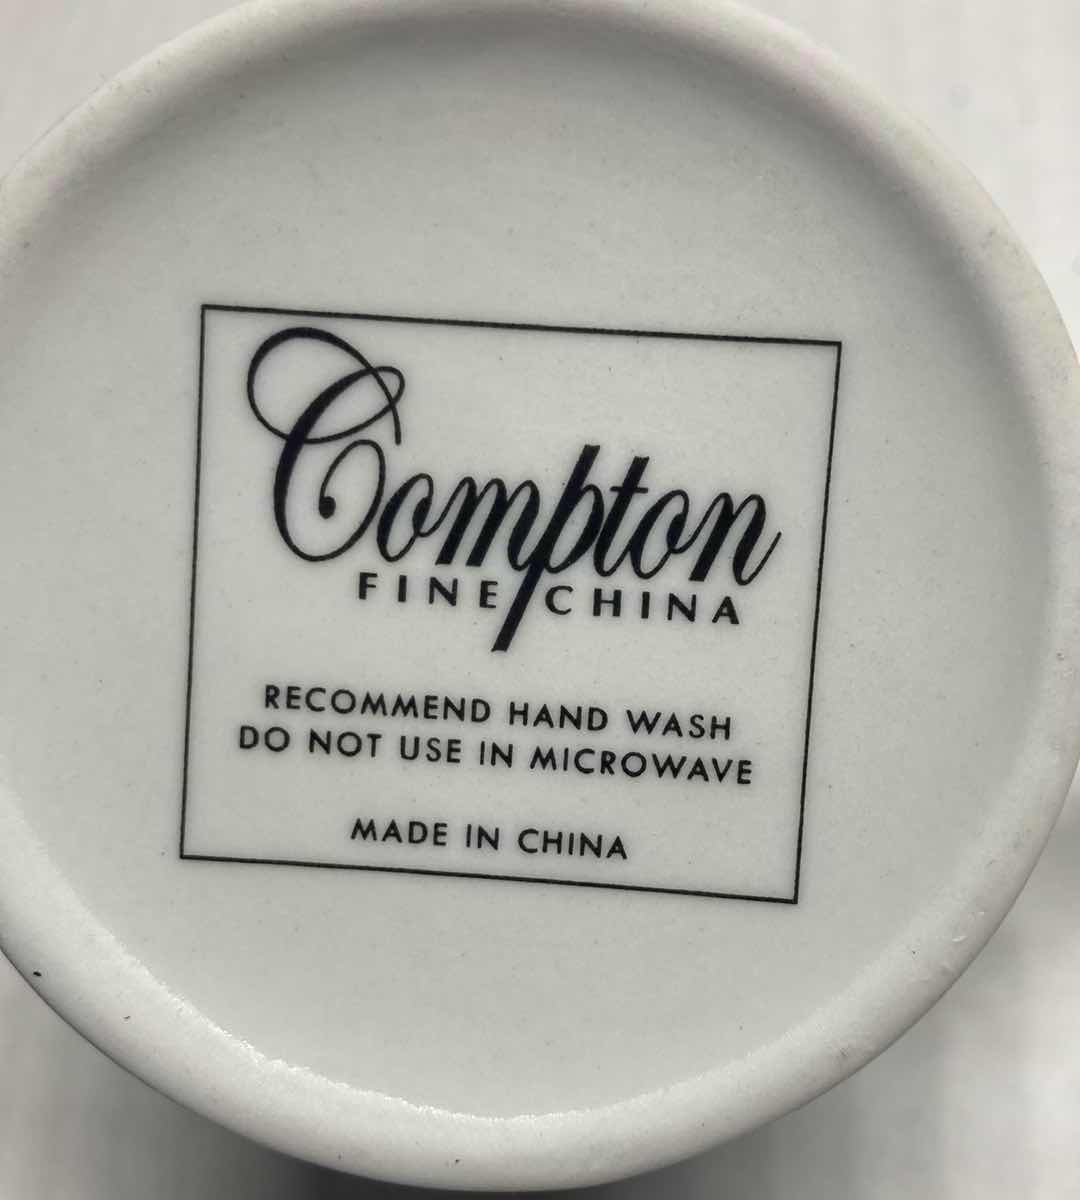 Compton
FINE CHINA
RECOMMEND HAND WASH
DO NOT USE IN MICROWAVE
MADE IN CHINA